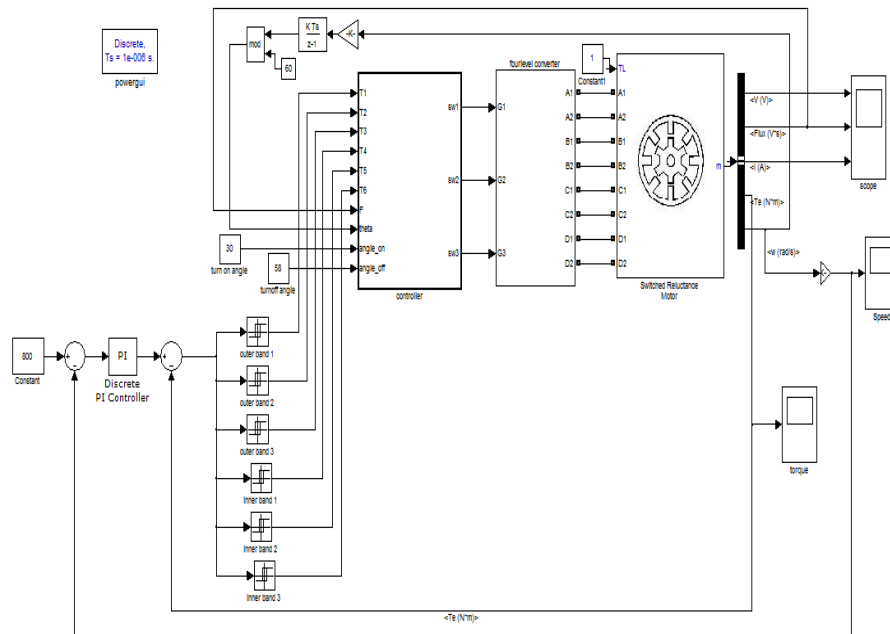 Discrete,
Ts = 1e-006 s.
powergui
mod
K Ts
z-1
-K-
60
T1
T2
T3
T4
T5
T6
F
theta
angle_on
angle_off
sw1
sw2
sw3
controller
30
turn on angle
58
turnoff angle
fourlevel converter
G1
G2
G3
A1
A2
B1
B2
C1
C2
D1
D2
1
Constant1
TL
A1
A2
B1
B2
C1
C2
D1
D2
m
Switched Reluctance
Motor
<V (V)>
<Flux (V*s)>
<I (A)>
<Te (N*m)>
<w (rad/s)>
scope
Speed
torque
800
Constant
PI
Discrete
PI Controller
outer band 1
outer band 2
outer band 3
Inner band 1
Inner band 2
Inner band 3
<Te (N*m)>